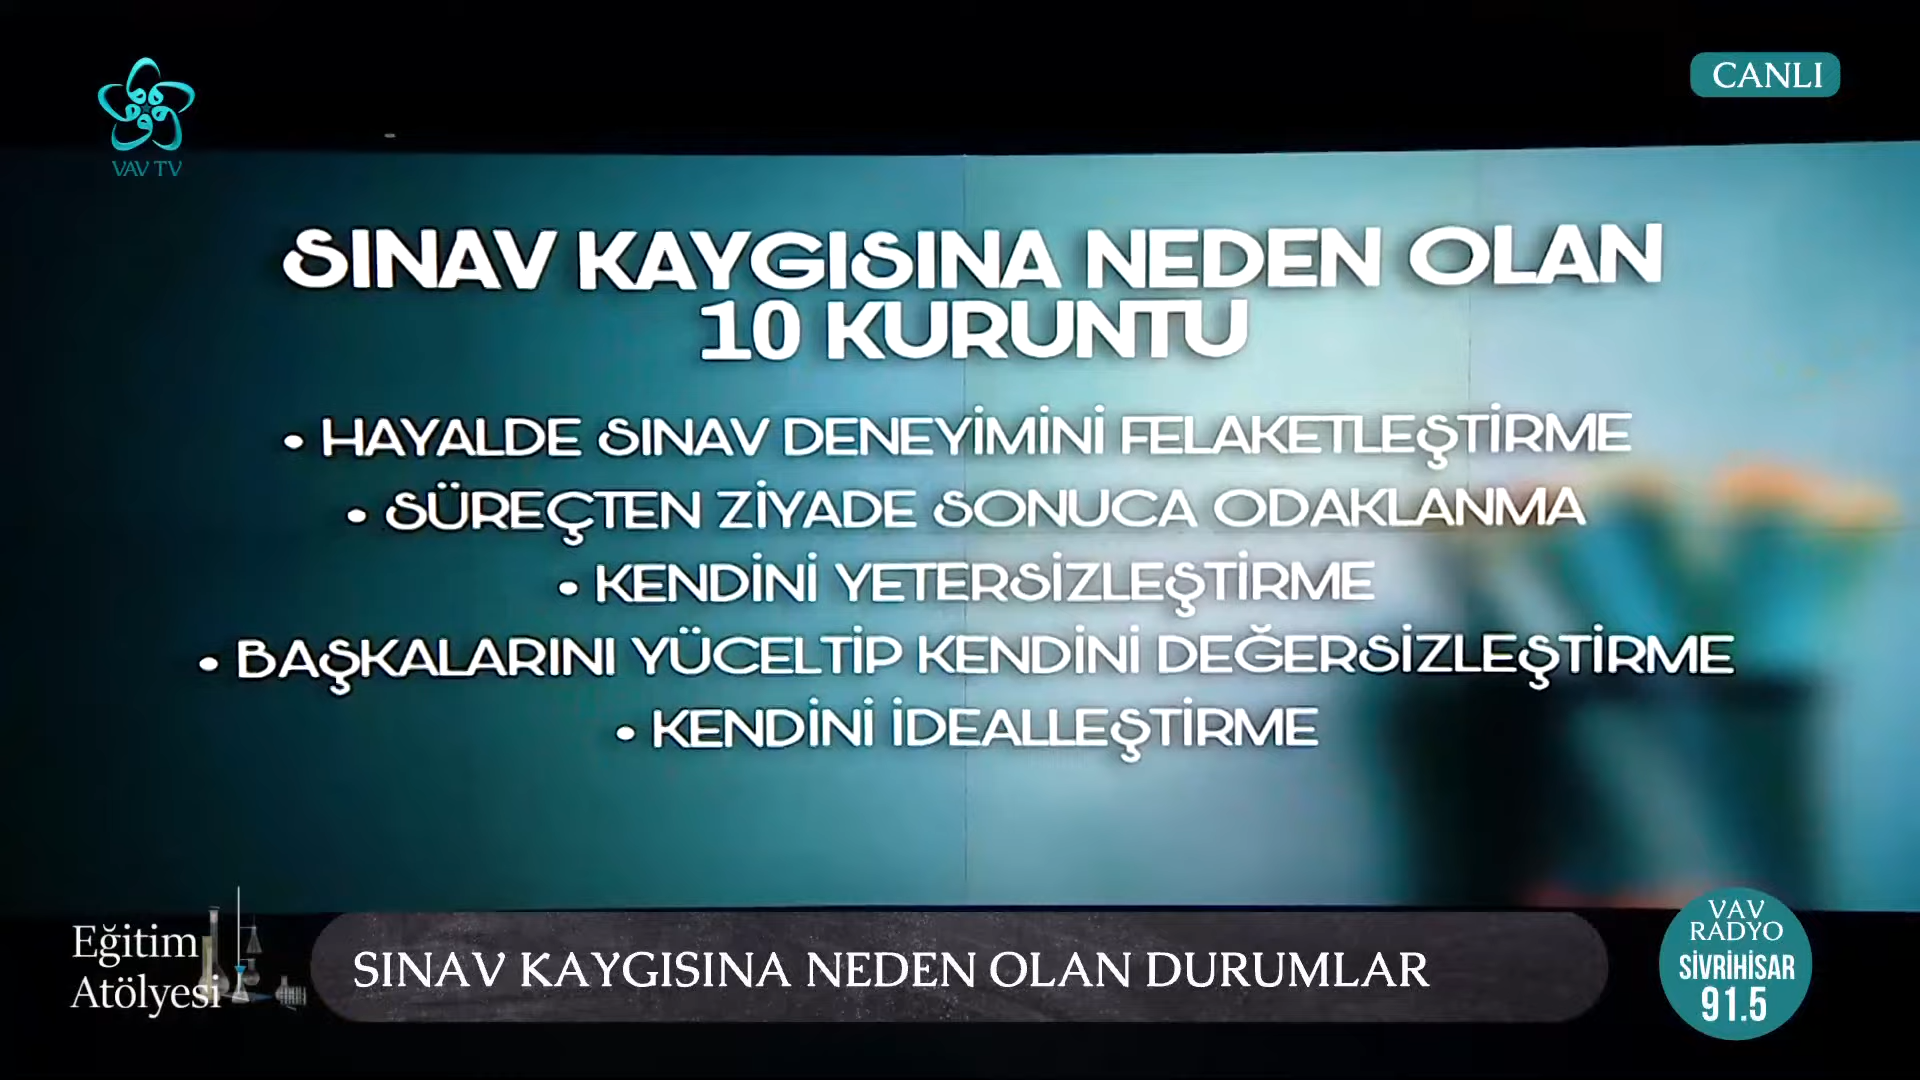 VAV TV
CANLI
SINAV KAYGISINA NEDEN OLAN
10 KURUNTU
• HAYALDE SINAV DENEYİMİNİ FELAKETLEŞTİRME
• SÜREÇTEN ZİYADE SONUCA ODAKLANMA
• KENDİNİ YETERSİZLEŞTİRME
• BAŞKALARINI YÜCELTİP KENDİNİ DEĞERSİZLEŞTİRME
• KENDİNİ İDEALLEŞTİRME
Eğitim
Atölyesi
SINAV KAYGISINA NEDEN OLAN DURUMLAR
VAV
RADYO
SİVRİHİSAR
91.5